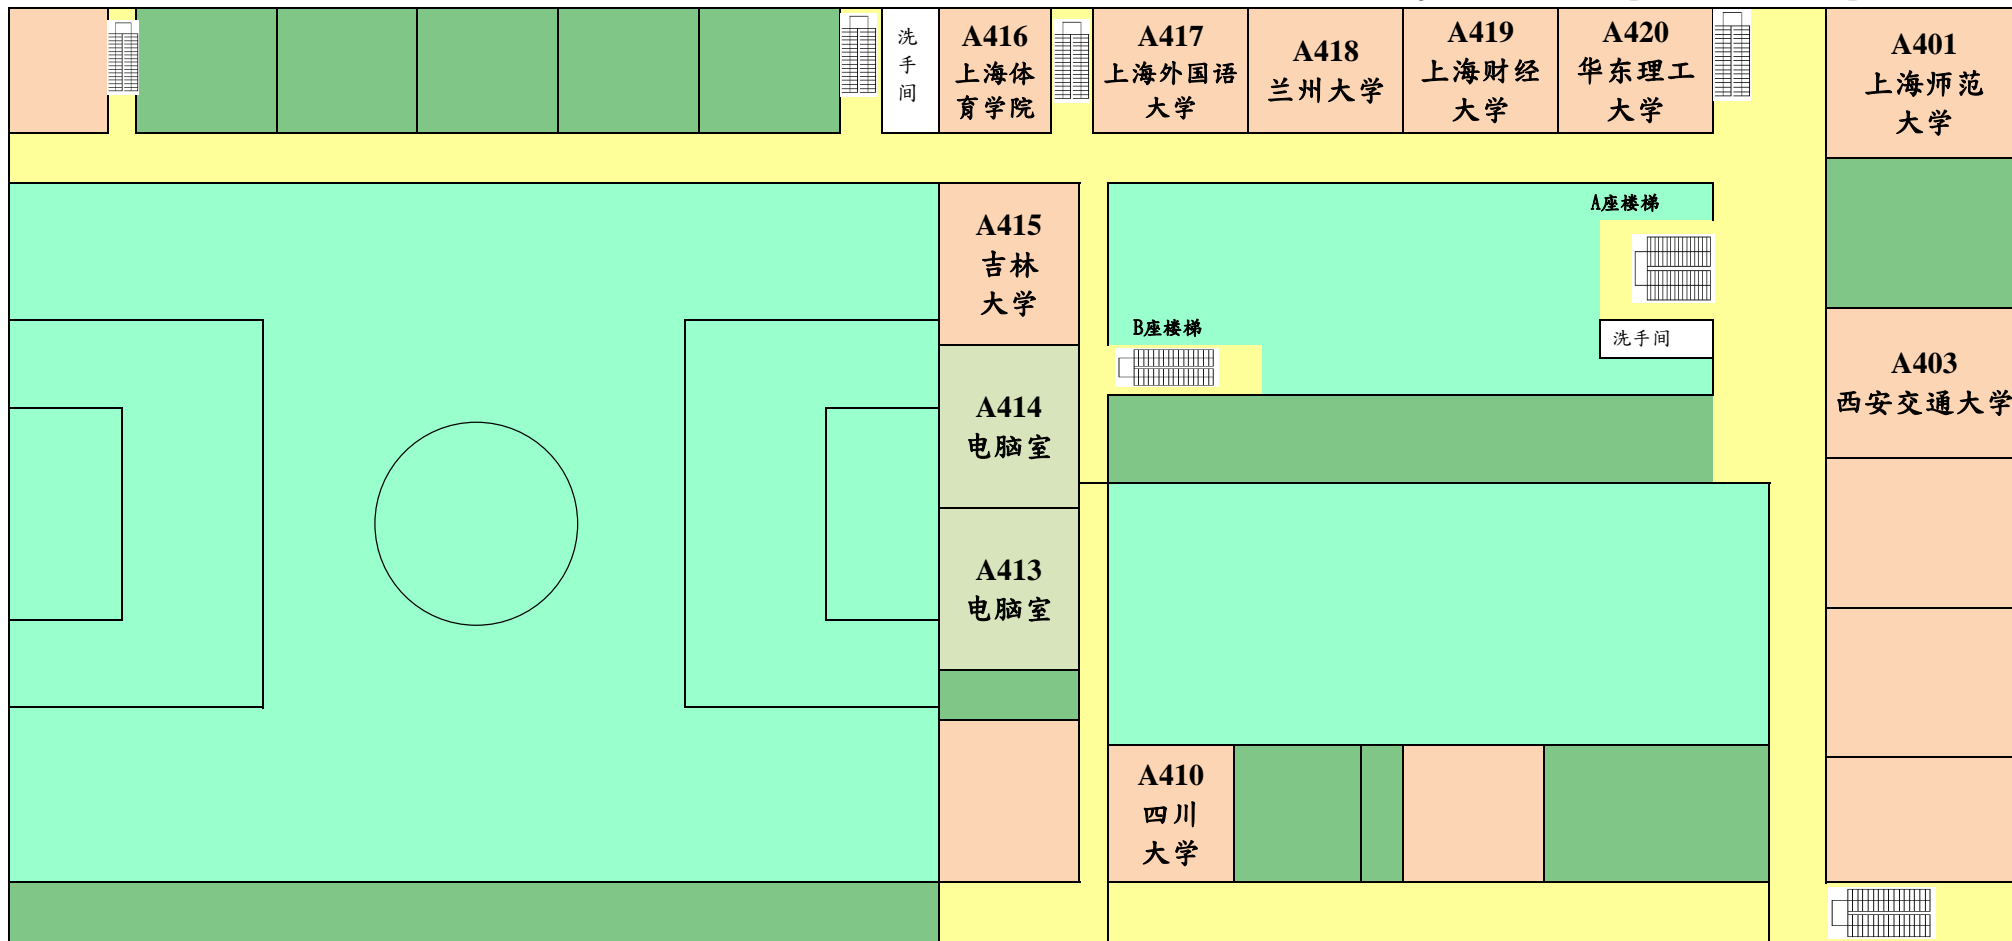 洗
手
间
A416
上海体
育学院
A417
上海外国语
大学
A418
兰州大学
A419
上海财经
大学
A420
华东理工
大学
A401
上海师范
大学
A415
吉林
大学
A座楼梯
B座楼梯
洗手间
A403
西安交通大学
A414
电脑室
A413
电脑室
A410
四川
大学